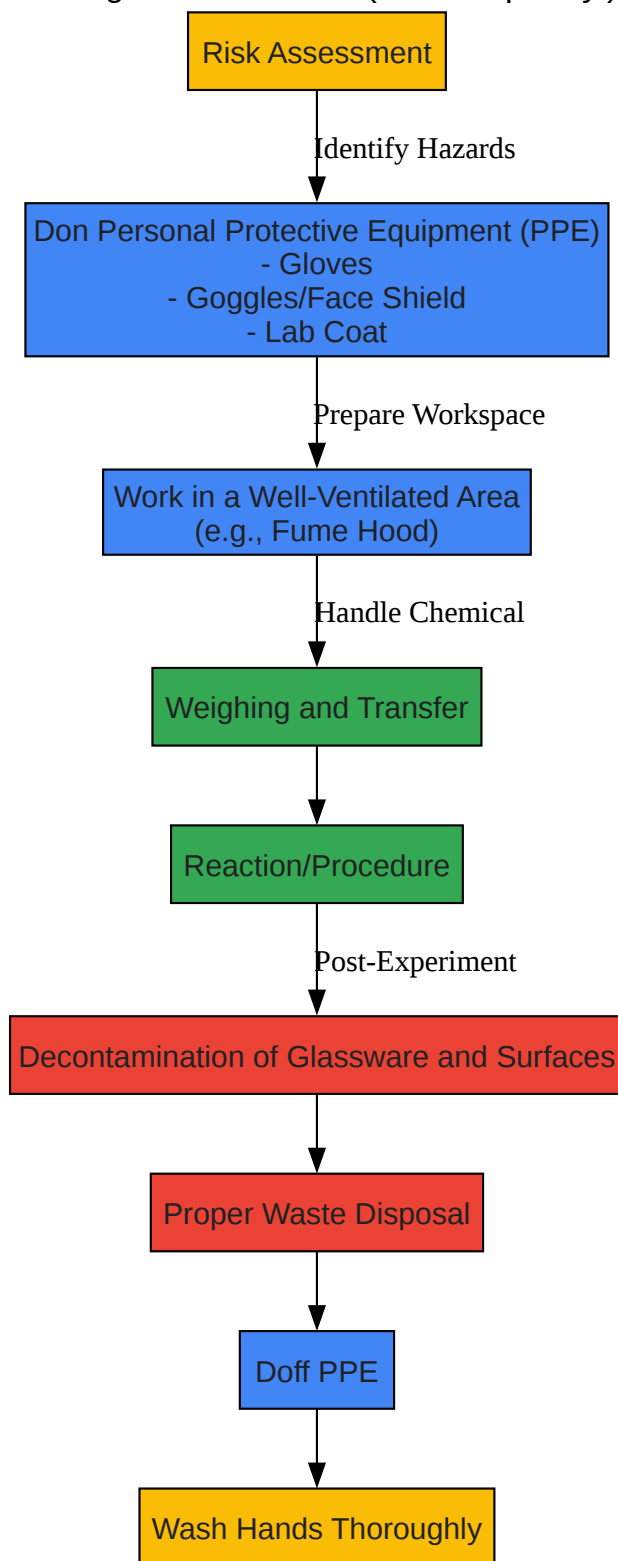 Risk Assessment
Identify Hazards
Don Personal Protective Equipment (PPE)
- Gloves
- Goggles/Face Shield
- Lab Coat
Prepare Workspace
Work in a Well-Ventilated Area
(e.g., Fume Hood)
Handle Chemical
Weighing and Transfer
Reaction/Procedure
Post-Experiment
Decontamination of Glassware and Surfaces
Proper Waste Disposal
Doff PPE
Wash Hands Thoroughly